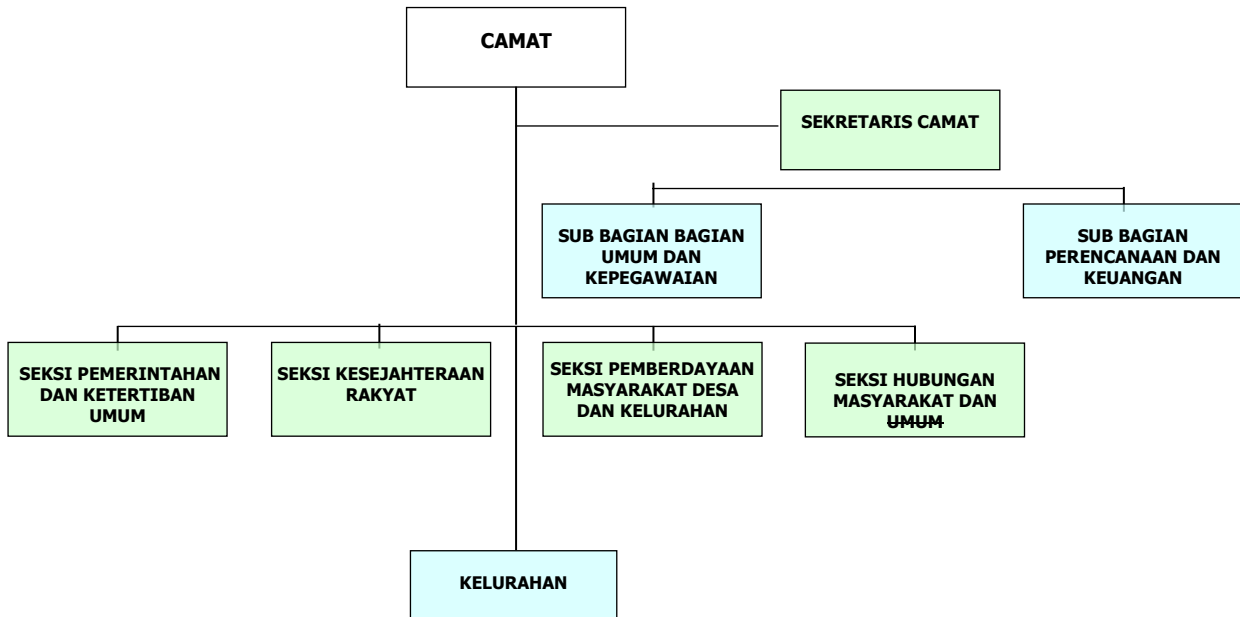 CAMAT
SEKRETARIS CAMAT
SUB BAGIAN BAGIAN
UMUM DAN
KEPEGAWAIAN
SUB BAGIAN
PERENCANAAN DAN
KEUANGAN
SEKSI PEMERINTAHAN
DAN KETERTIBAN
UMUM
SEKSI KESEJAHTERAAN
RAKYAT
SEKSI PEMBERDAYAAN
MASYARAKAT DESA
DAN KELURAHAN
SEKSI HUBUNGAN
MASYARAKAT DAN
UMUM
KELURAHAN